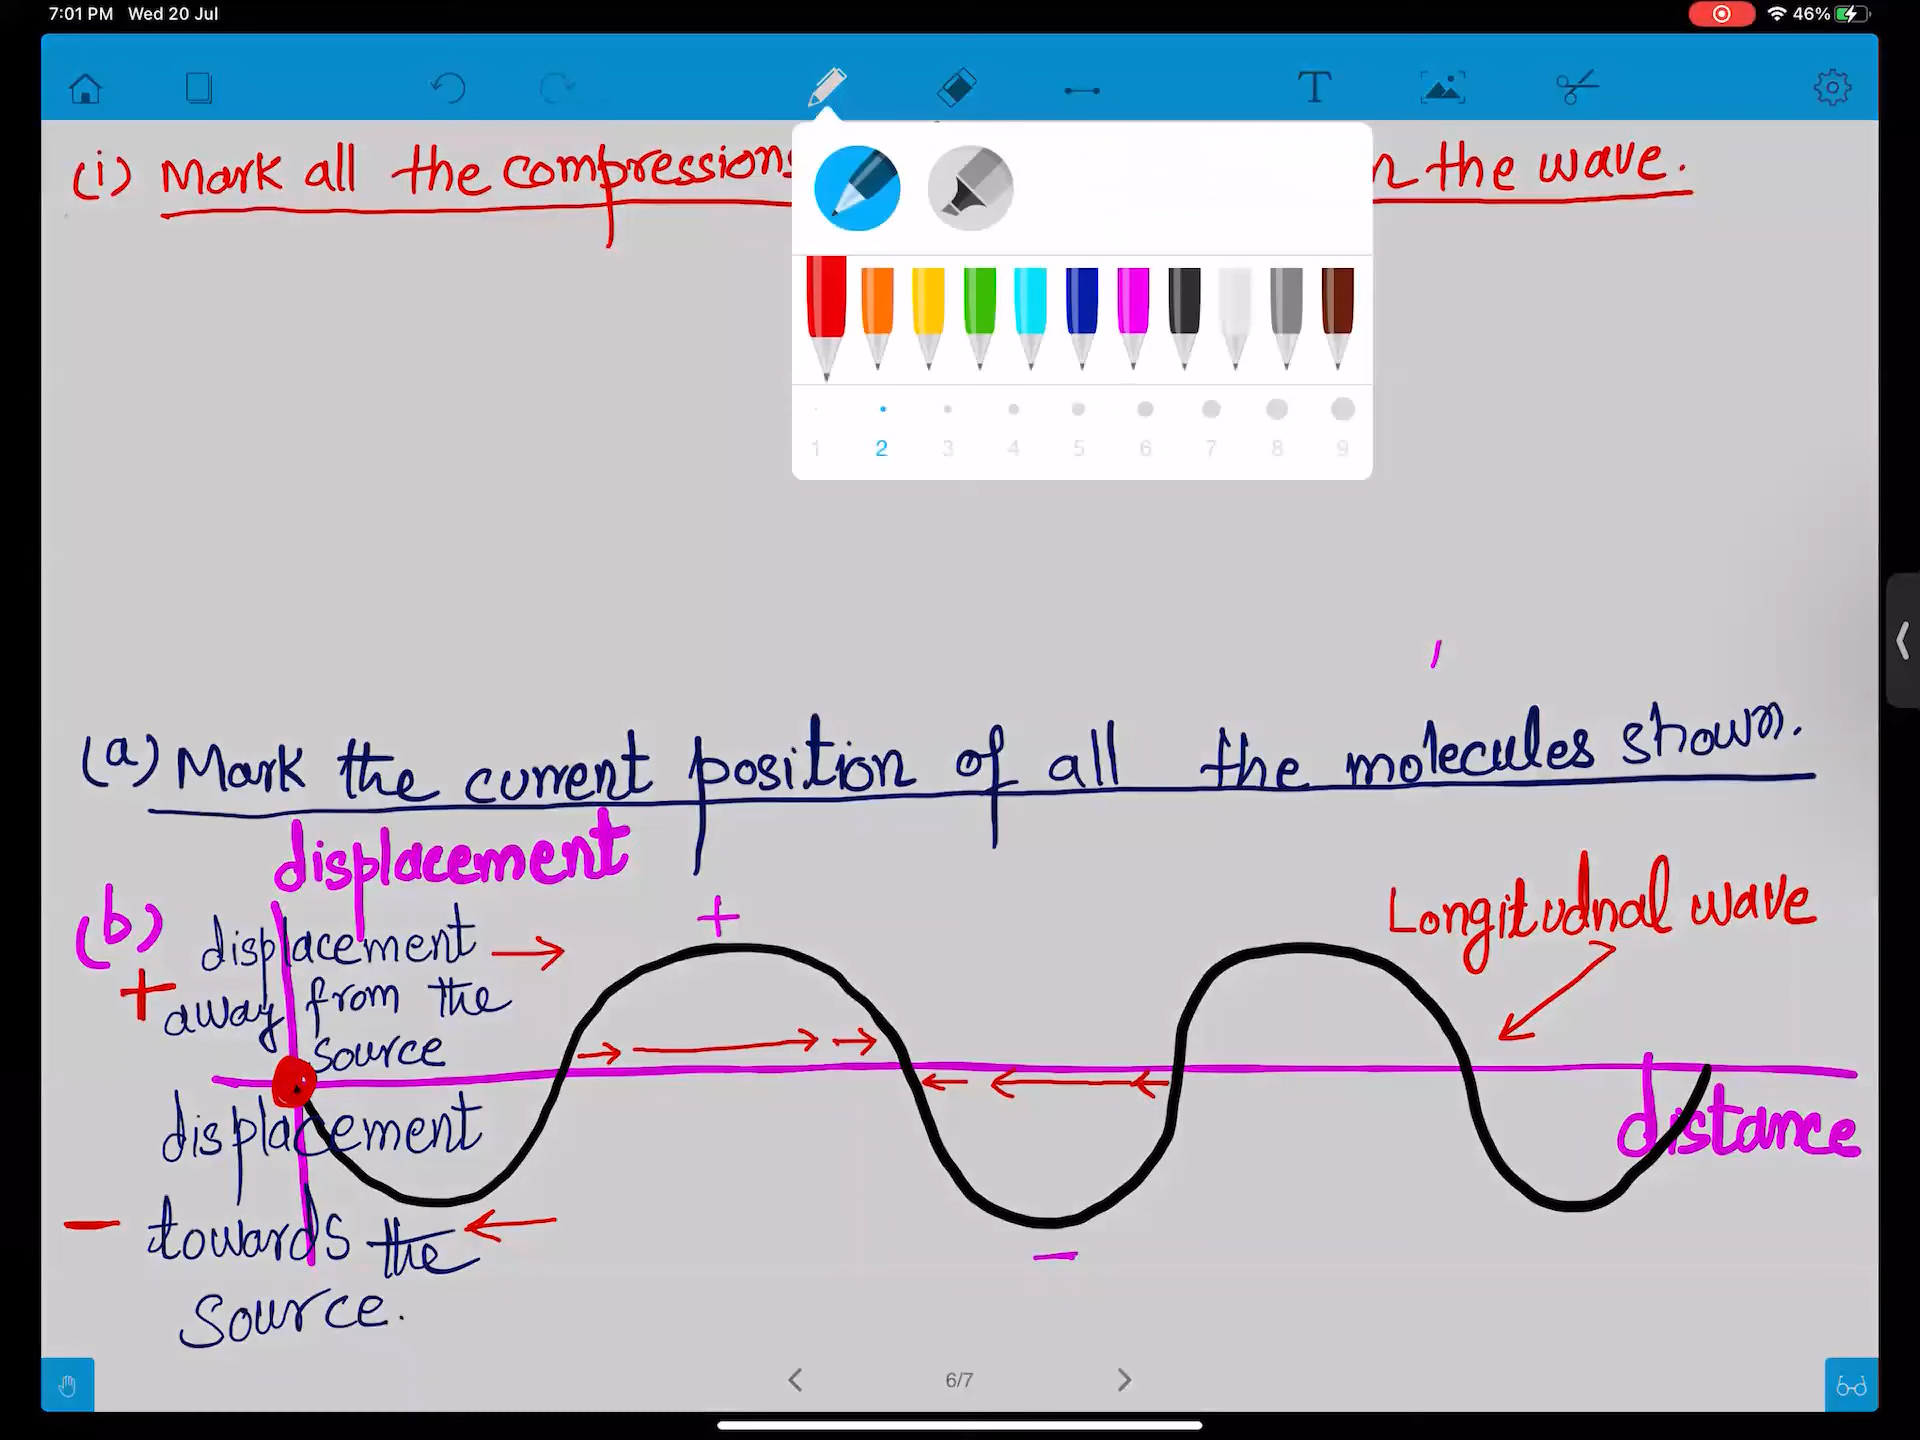 7:01 PM Wed 20 Jul
46%
T
(i) Mark all the compressions n the wave.
1 2 3 4 5 6 7 8 9
(a) Mark the current position of all the molecules shown.
displacement
(b)
+
Longitudnal wave
displacement →
+ away from the
source
displacement
distance
- towards the
-
source.
6/7